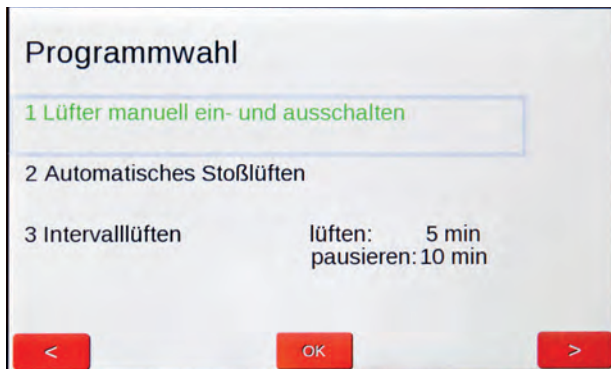 Programmwahl
1 Lüfter manuell ein- und ausschalten
2 Automatisches Stoßlüften
3 Intervalllüften lüften: 5 min
pausieren: 10 min
< OK >